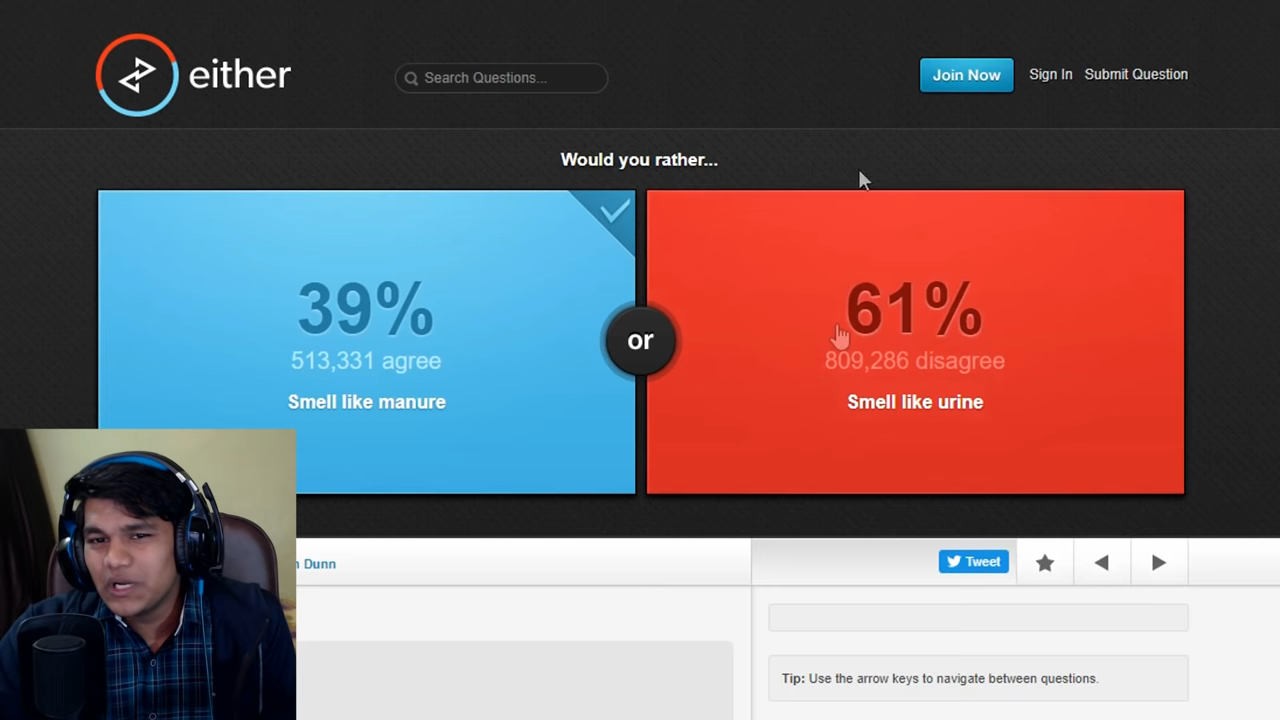 either
Search Questions...
Join Now
Sign In
Submit Question
Would you rather...
39%
513,331 agree
Smell like manure
or
61%
809,286 disagree
Smell like urine
Dunn
Tweet
Tip: Use the arrow keys to navigate between questions.